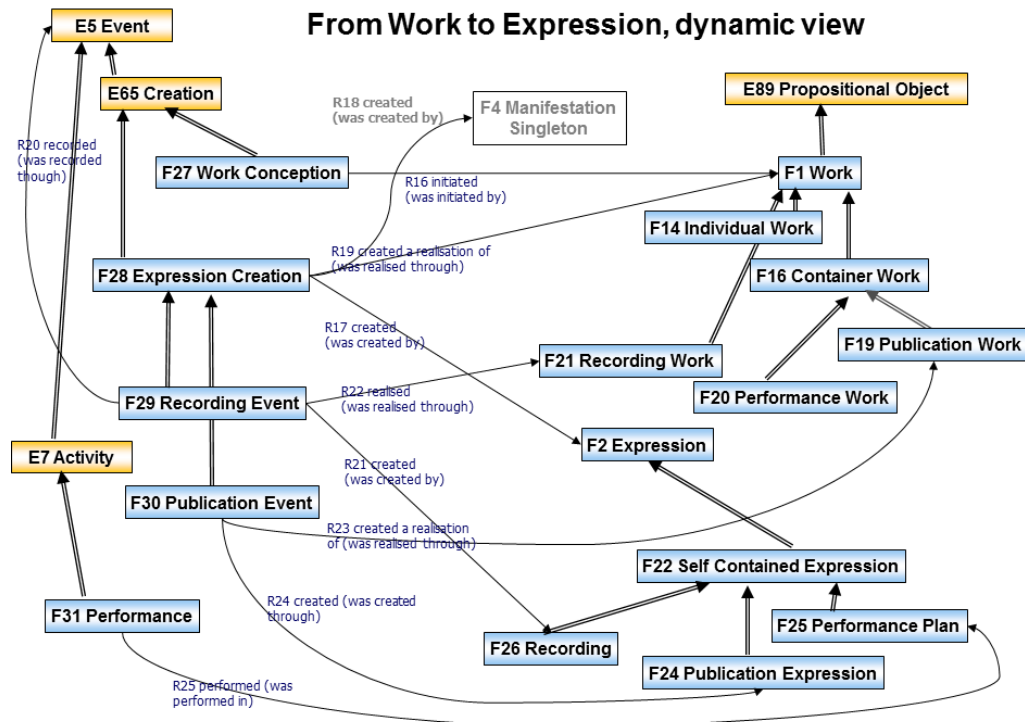 From Work to Expression, dynamic view
E5 Event
E65 Creation
E89 Propositional Object
R18 created
(was created by)
F4 Manifestation
Singleton
R20 recorded
(was recorded
though)
F27 Work Conception
F1 Work
R16 initiated
(was initiated by)
F14 Individual Work
R19 created a realisation of
(was realised through)
F28 Expression Creation
F16 Container Work
R17 created
(was created by)
F19 Publication Work
F21 Recording Work
F20 Performance Work
R22 realised
(was realised through)
F29 Recording Event
F2 Expression
E7 Activity
R21 created
(was created by)
F30 Publication Event
R23 created a realisation
of (was realised through)
F22 Self Contained Expression
R24 created (was created
through)
F31 Performance
F25 Performance Plan
F26 Recording
F24 Publication Expression
R25 performed (was
performed in)